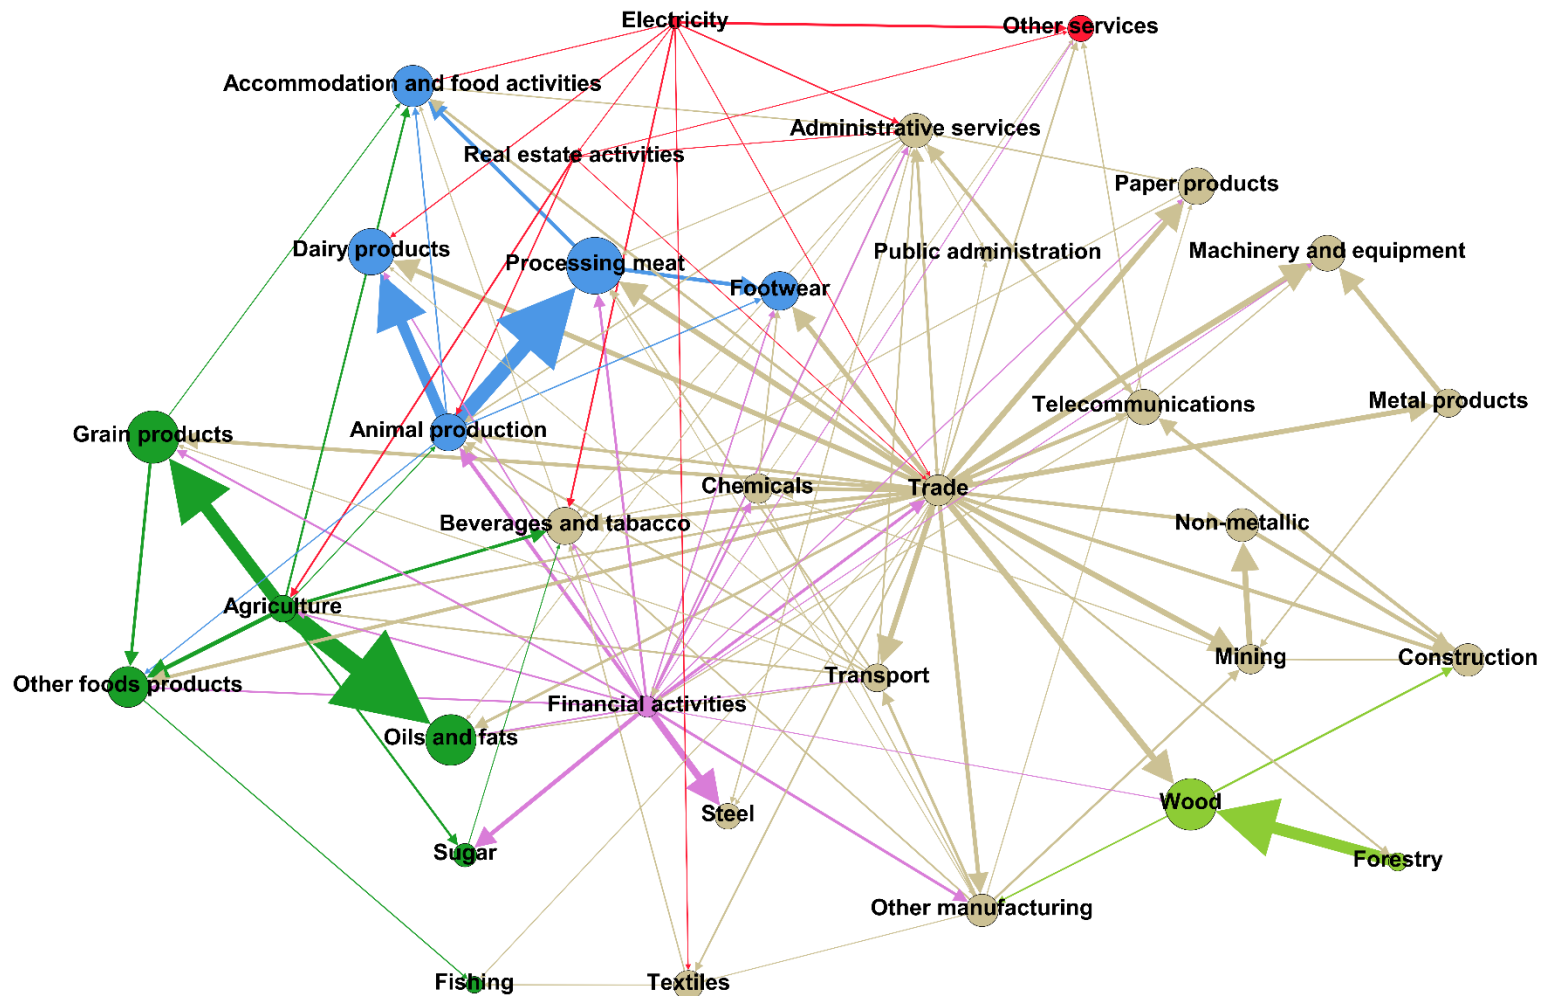 Electricity
Other services
Accommodation and food activities
Administrative services
Real estate activities
Paper products
Dairy products
Processing meat
Public administration
Machinery and equipment
Footwear
Telecommunications
Metal products
Grain products
Animal production
Chemicals
Trade
Beverages and tabacco
Non-metallic
Agriculture
Other foods products
Transport
Mining
Construction
Financial activities
Oils and fats
Wood
Steel
Sugar
Forestry
Other manufacturing
Fishing
Textiles